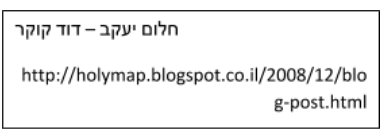 חלום יעקב – דוד קוקר
http://holymap.blogspot.co.il/2008/12/blo
g-post.html